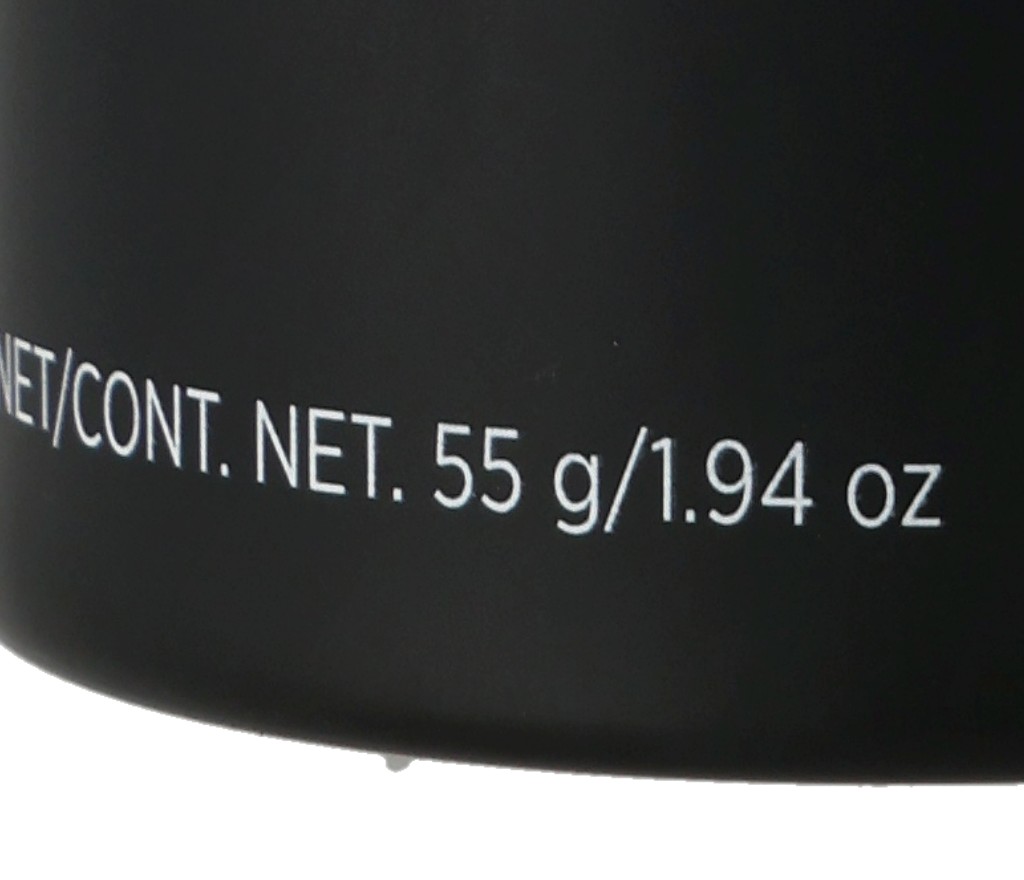 NET/CONT. NET. 55 g/1.94 oz